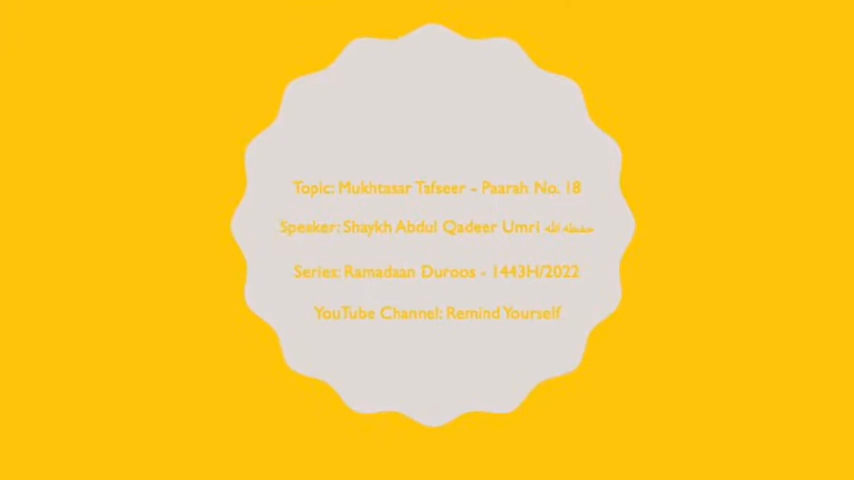 Topic: Mukhtasar Tafseer - Paarah No. 18
Speaker: Shaykh Abdul Qadeer Umri حفظه الله
Series: Ramadaan Duroos - 1443H/2022
YouTube Channel: Remind Yourself